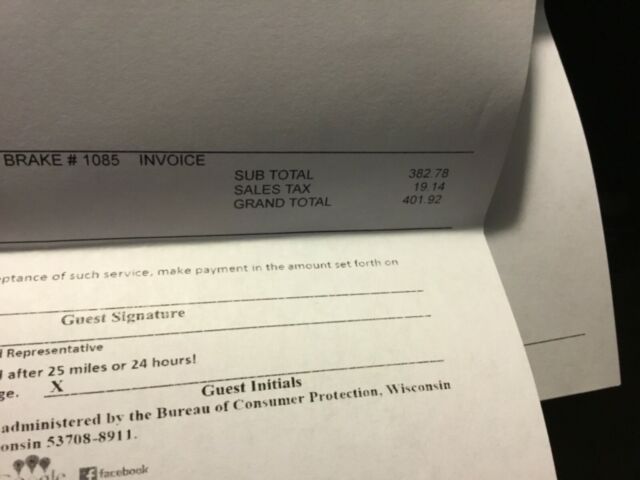 BRAKE # 1085 INVOICE
SUB TOTAL 382.78
SALES TAX 19.14
GRAND TOTAL 401.92
eptance of such service, make payment in the amount set forth on
Guest Signature
d Representative
l after 25 miles or 24 hours!
ge. X
Guest Initials
administered by the Bureau of Consumer Protection, Wisconsin
onsin 53708-8911.
facebook